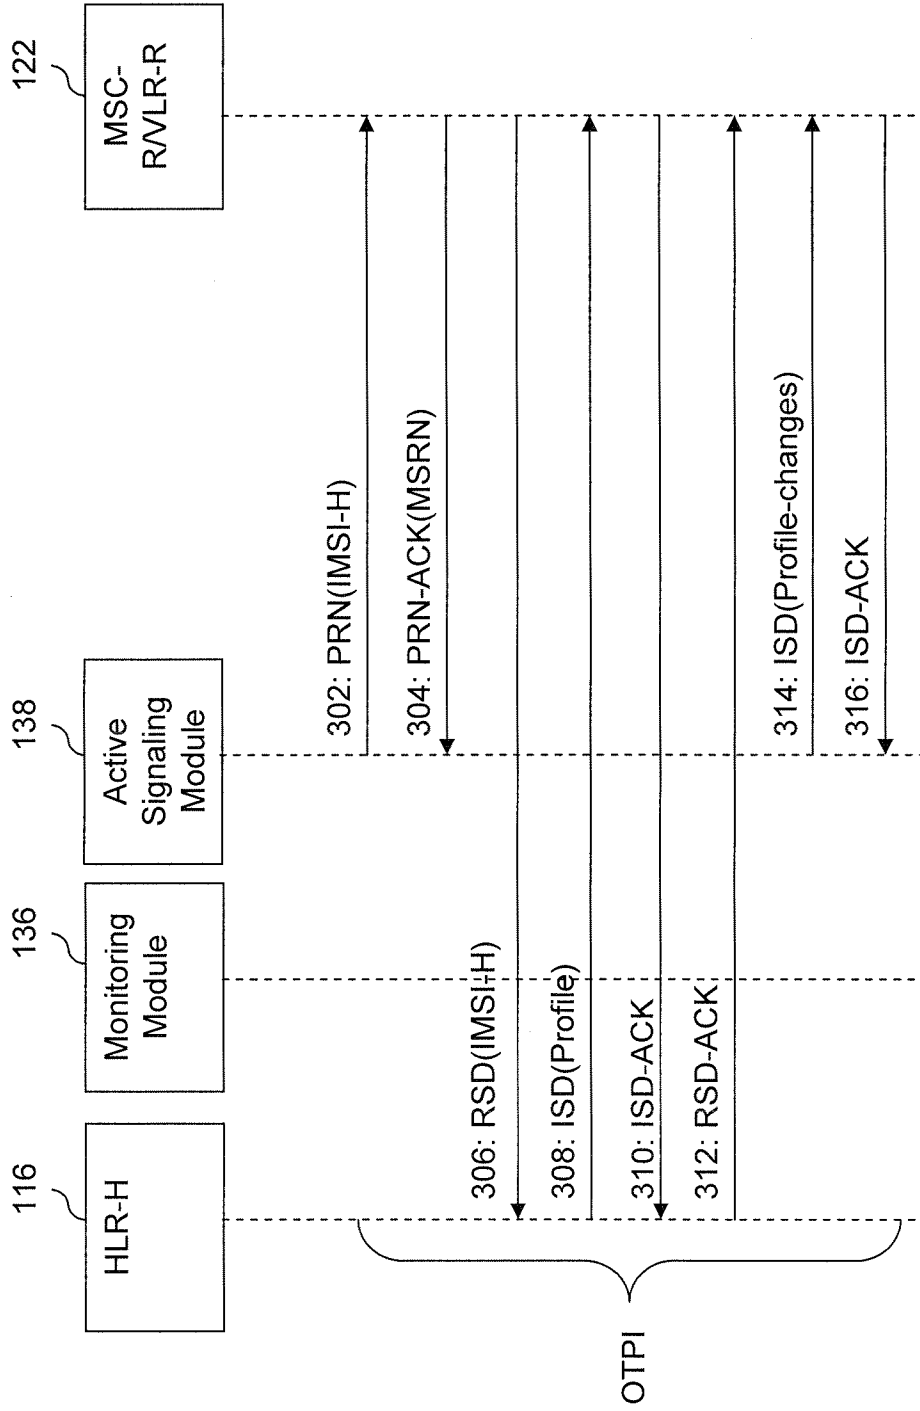 116
136
138
122
HLR-H
Monitoring
Module
Active
Signaling
Module
MSC-
R/VLR-R
302: PRN(IMSI-H)
304: PRN-ACK(MSRN)
306: RSD(IMSI-H)
308: ISD(Profile)
310: ISD-ACK
312: RSD-ACK
314: ISD(Profile-changes)
316: ISD-ACK
OTPI